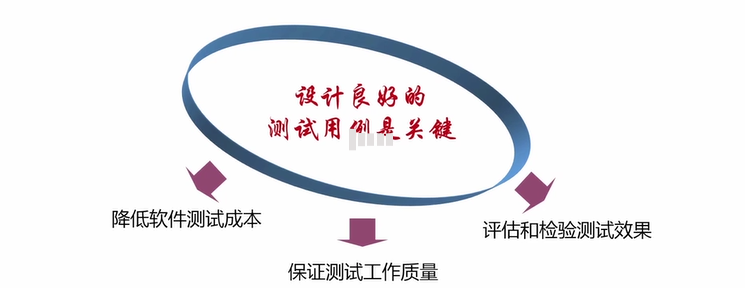 设计良好的
测试用例是关键
降低软件测试成本
保证测试工作质量
评估和检验测试效果